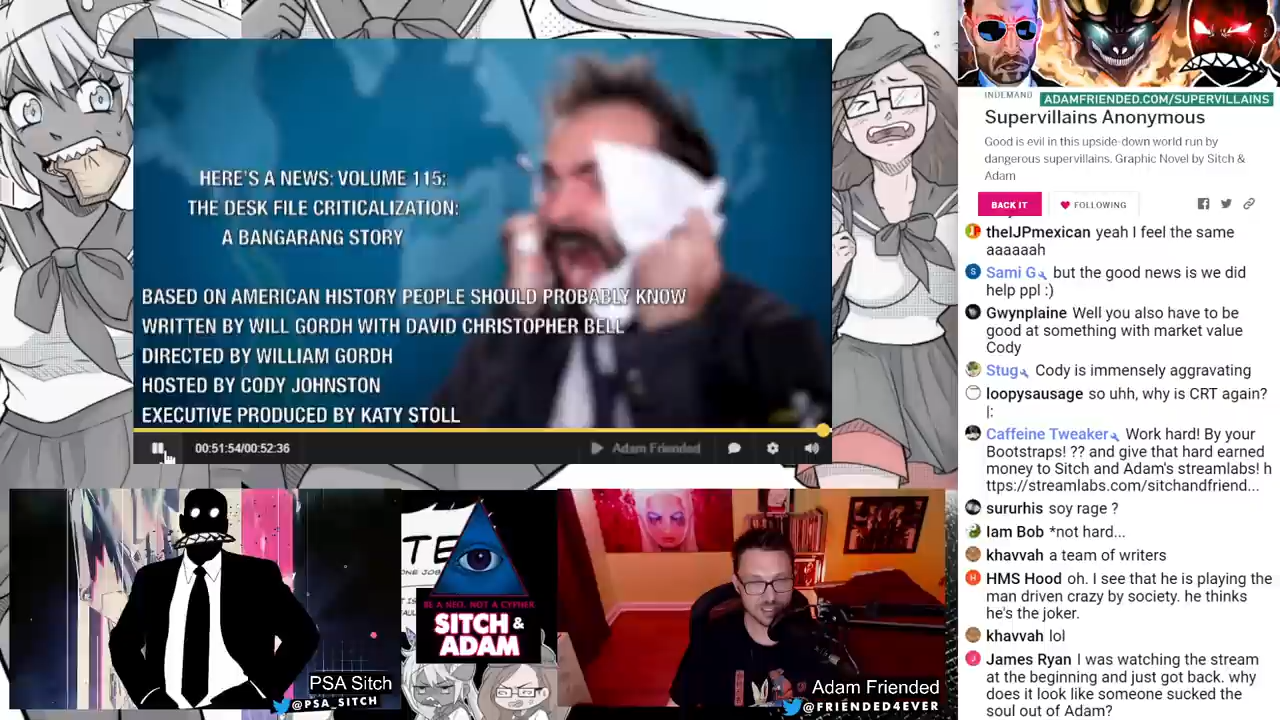 HERE'S A NEWS: VOLUME 115:
THE DESK FILE CRITICALIZATION:
A BANGARANG STORY
BASED ON AMERICAN HISTORY PEOPLE SHOULD PROBABLY KNOW
WRITTEN BY WILL GORDH WITH DAVID CHRISTOPHER BELL
DIRECTED BY WILLIAM GORDH
HOSTED BY CODY JOHNSTON
EXECUTIVE PRODUCED BY KATY STOLL
00:51:54/00:52:36
Adam Friended
BE A NEO, NOT A CYPHER
SITCH &
ADAM
PSA Sitch
@PSA_SITCH
Adam Friended
@FRIENDED4EVER
INDEMAND
ADAMFRIENDED.COM/SUPERVILLAINS
Supervillains Anonymous
Good is evil in this upside-down world run by
dangerous supervillains. Graphic Novel by Sitch &
Adam
BACK IT
FOLLOWING
theIJPmexican yeah I feel the same
aaaaaah
Sami G but the good news is we did
help ppl :)
Gwynplaine Well you also have to be
good at something with market value
Cody
Stug Cody is immensely aggravating
loopysausage so uhh, why is CRT again?
|:
Caffeine Tweaker Work hard! By your
Bootstraps! ?? and give that hard earned
money to Sitch and Adam's streamlabs! h
ttps://streamlabs.com/sitchandfriend...
sururhis soy rage ?
Iam Bob *not hard...
khavvah a team of writers
HMS Hood oh. I see that he is playing the
man driven crazy by society. he thinks
he's the joker.
khavvah lol
James Ryan I was watching the stream
at the beginning and just got back. why
does it look like someone sucked the
soul out of Adam?